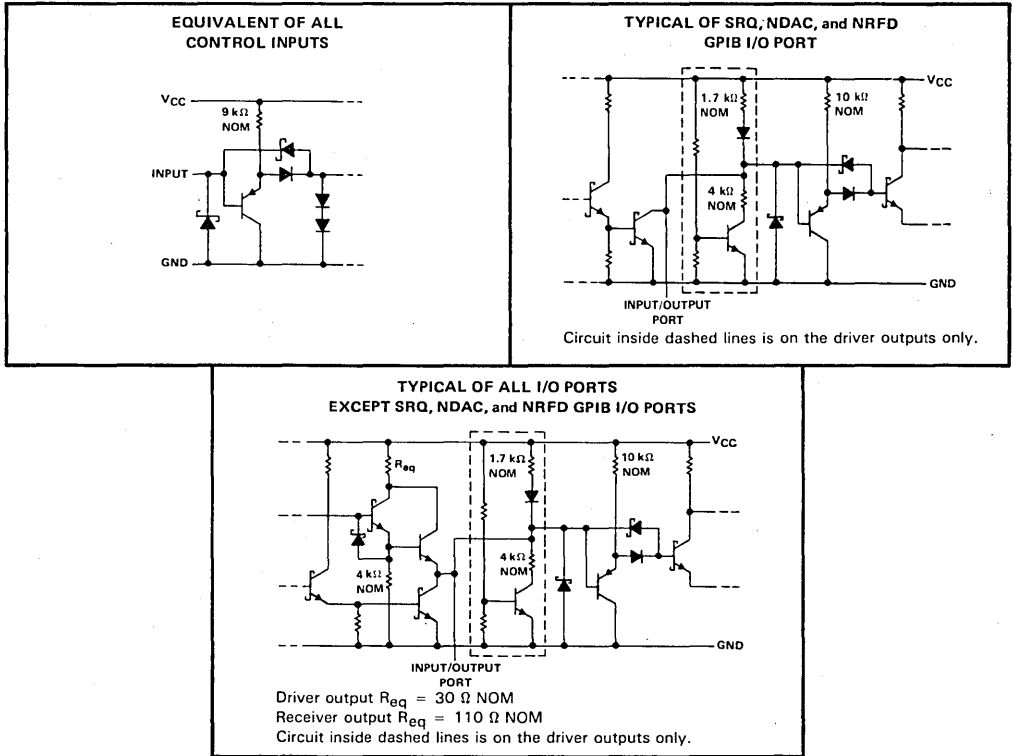 EQUIVALENT OF ALL
CONTROL INPUTS
VCC
9 kΩ
NOM
INPUT
GND
TYPICAL OF SRQ, NDAC, and NRFD
GPIB I/O PORT
VCC
1.7 kΩ
NOM
10 kΩ
NOM
4 kΩ
NOM
GND
INPUT/OUTPUT
PORT
Circuit inside dashed lines is on the driver outputs only.
TYPICAL OF ALL I/O PORTS
EXCEPT SRQ, NDAC, and NRFD GPIB I/O PORTS
VCC
Req
1.7 kΩ
NOM
10 kΩ
NOM
4 kΩ
NOM
4 kΩ
NOM
GND
INPUT/OUTPUT
PORT
Driver output Req = 30 Ω NOM
Receiver output Req = 110 Ω NOM
Circuit inside dashed lines is on the driver outputs only.